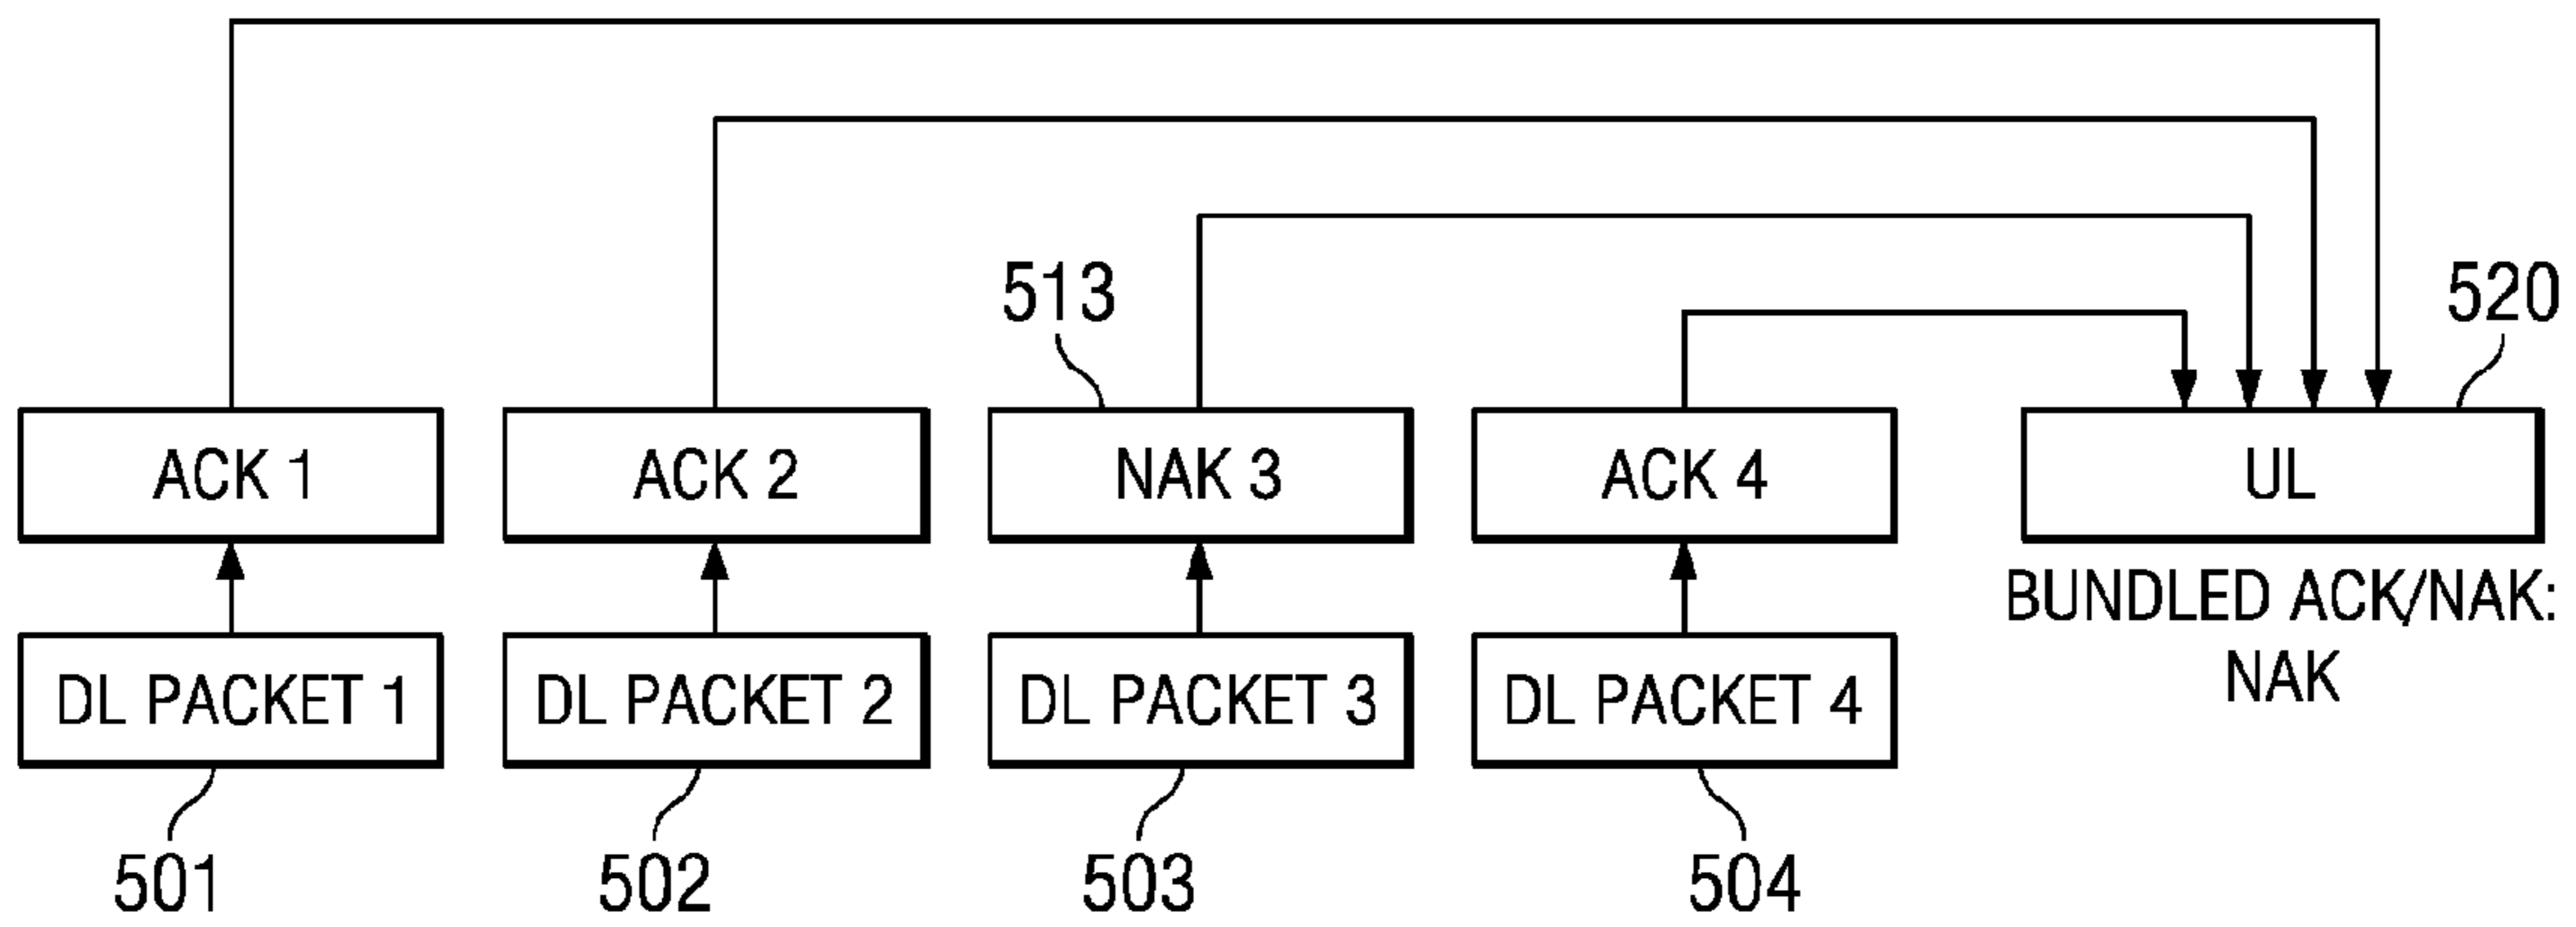 513
520
ACK 1
ACK 2
NAK 3
ACK 4
UL
BUNDLED ACK/NAK:
NAK
DL PACKET 1
DL PACKET 2
DL PACKET 3
DL PACKET 4
501
502
503
504